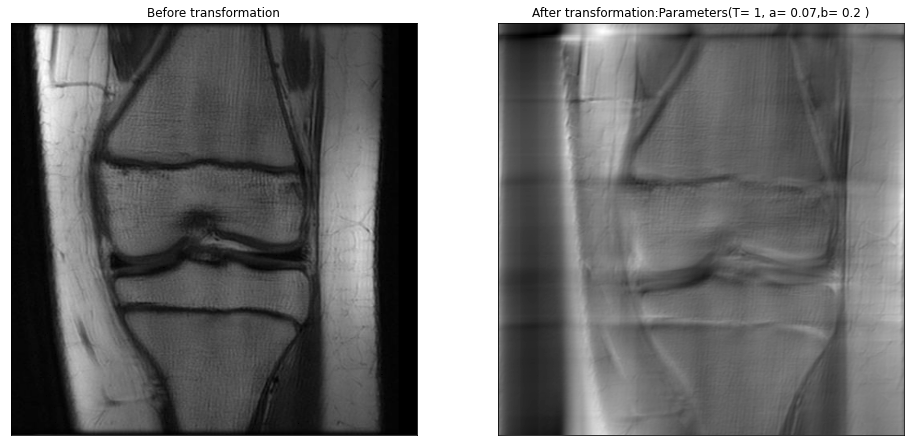 Before transformation
After transformation:Parameters(T= 1, a= 0.07,b= 0.2 )